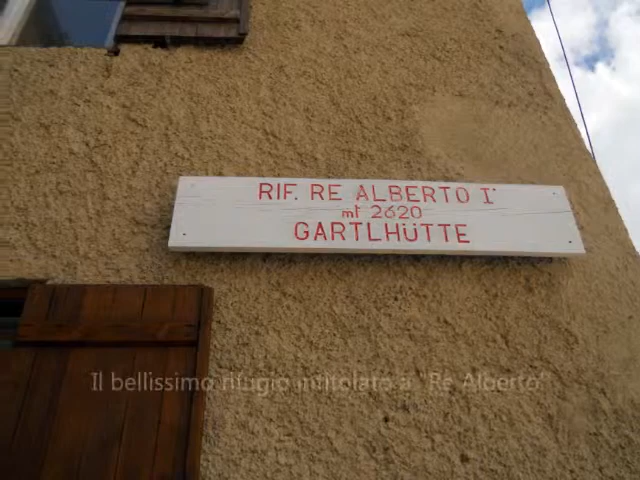 RIF. RE ALBERTO I°
mt 2620
GARTLHÜTTE
Il bellissimo rifugio intitolato a "Re Alberto"